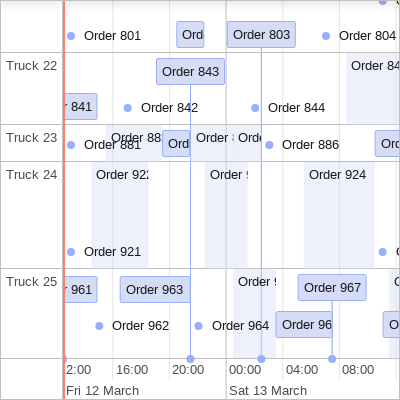 Order 801
Ord
Order 803
Order 804
Truck 22
Order 843
Order 84
841
Order 842
Order 844
Truck 23
Order 88
Order
Orde
Order 881
Ord
Order 886
Ord
Truck 24
Order 922
Order 9
Order 924
Order 921
Truck 25
961
Order 963
Order 9
Order 967
Order 962
Order 964
Order 96
O
2:00
16:00
20:00
00:00
04:00
08:00
Fri 12 March
Sat 13 March